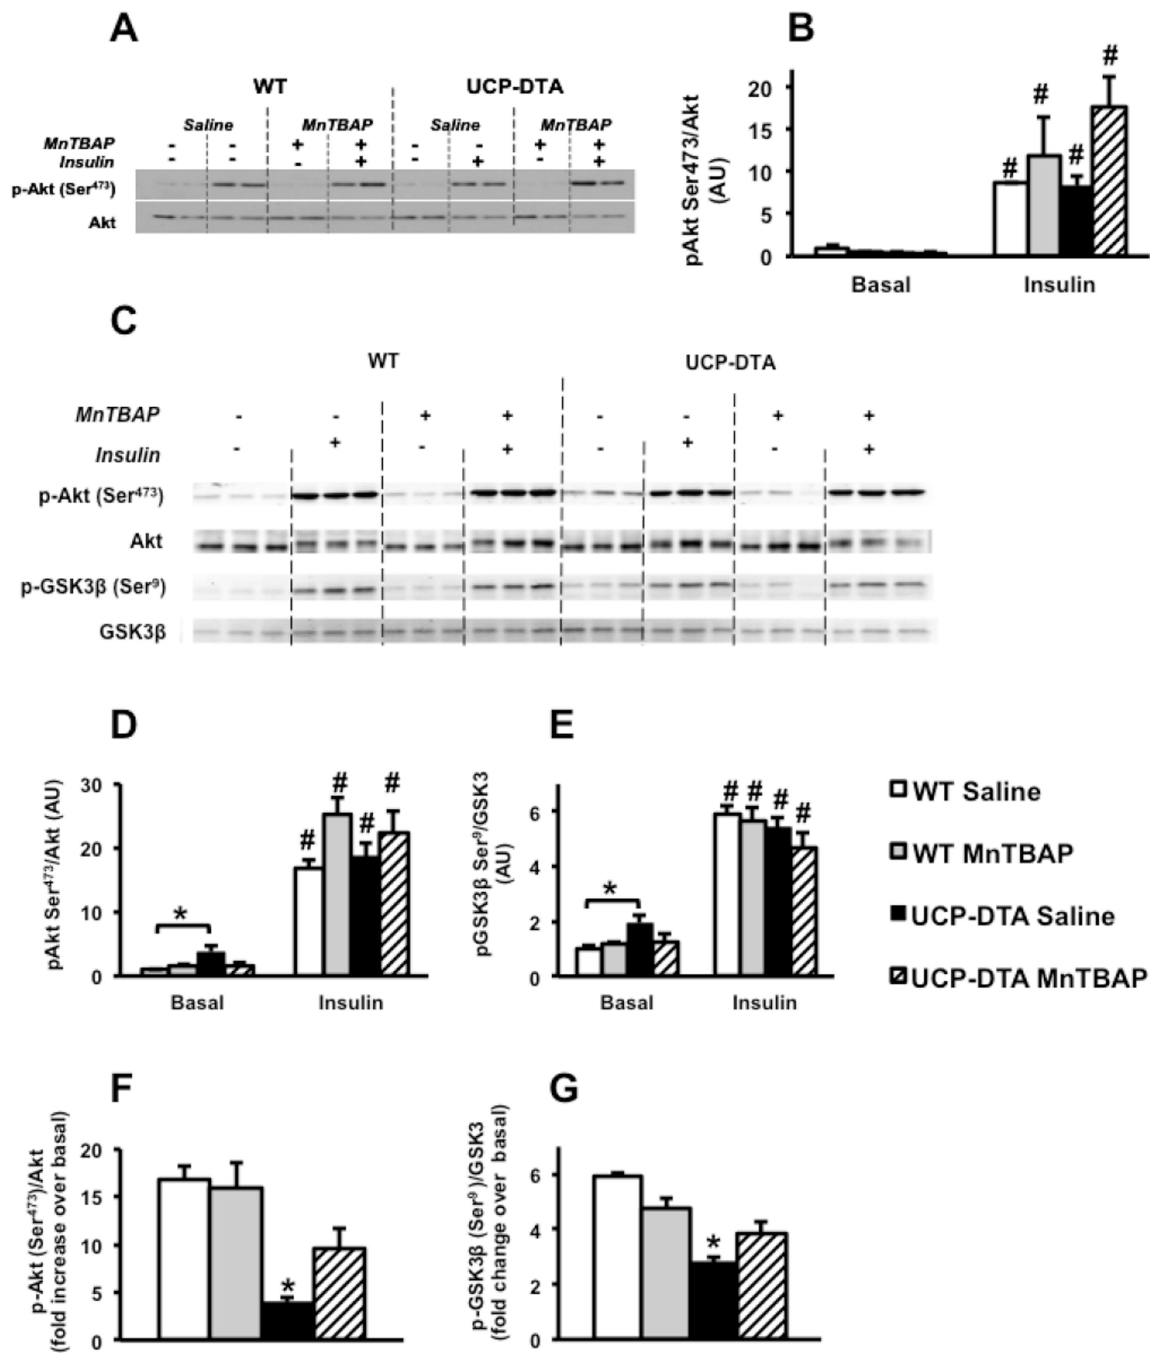 A
WT UCP-DTA
Saline MnTBAP Saline MnTBAP
MnTBAP - - + + - - + +
Insulin - - - + - + - +
p-Akt (Ser473)
Akt
B
pAkt Ser473/Akt
(AU)
20
15
10
5
0
# # # #
Basal Insulin
C
WT UCP-DTA
MnTBAP - - + + - - + +
Insulin - + - + - + - +
p-Akt (Ser473)
Akt
p-GSK3β (Ser9)
GSK3β
D
pAkt Ser473/Akt (AU)
30
20
10
0
*
# # # #
Basal Insulin
E
pGSK3β Ser9/GSK3
(AU)
6
4
2
0
*
# # # #
Basal Insulin
WT Saline
WT MnTBAP
UCP-DTA Saline
UCP-DTA MnTBAP
F
p-Akt (Ser473)/Akt
(fold increase over basal)
20
15
10
5
0
*
G
p-GSK3β (Ser9)/GSK3
(fold change over basal)
6
4
2
0
*